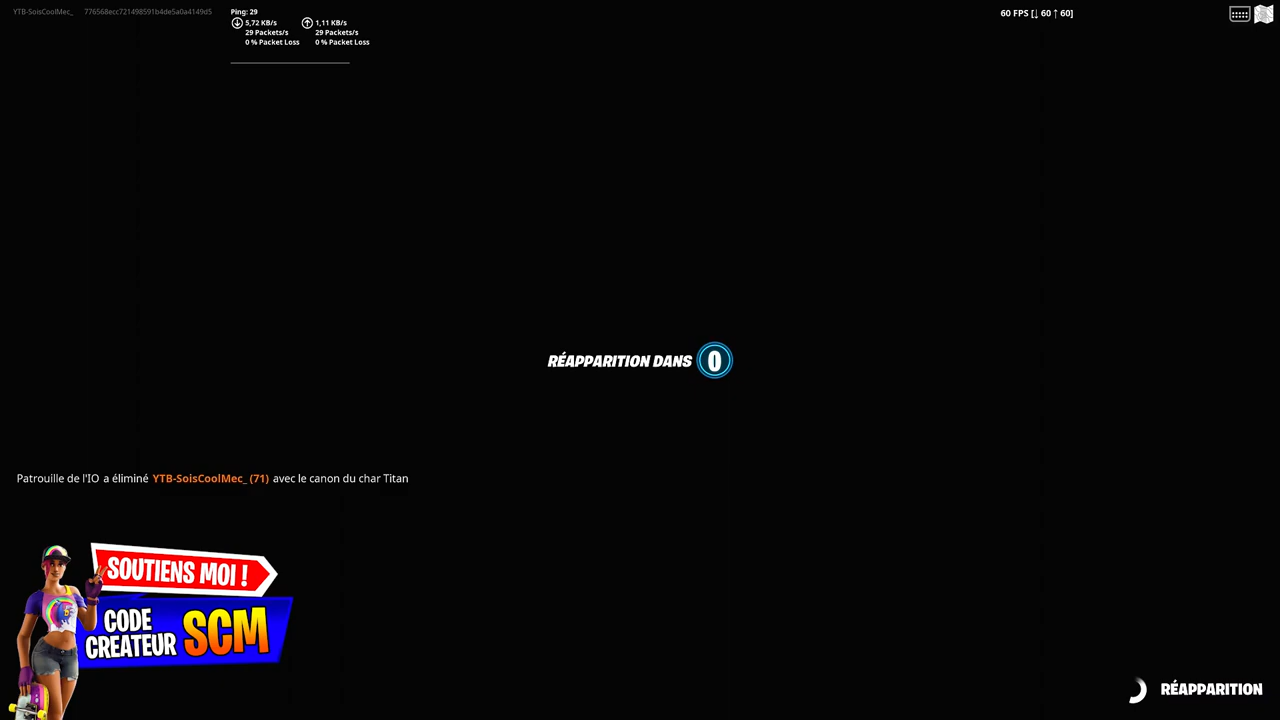 YTB-SoisCoolMec_ 776568ecc721498591b4de5a0a4149d5
Ping: 29
5,72 KB/s 1,11 KB/s
29 Packets/s 29 Packets/s
0 % Packet Loss 0 % Packet Loss
60 FPS [↓ 60 ↑ 60]
RÉAPPARITION DANS 0
Patrouille de l'IO a éliminé YTB-SoisCoolMec_ (71) avec le canon du char Titan
SOUTIENS MOI !
CODE
CREATEUR SCM
RÉAPPARITION